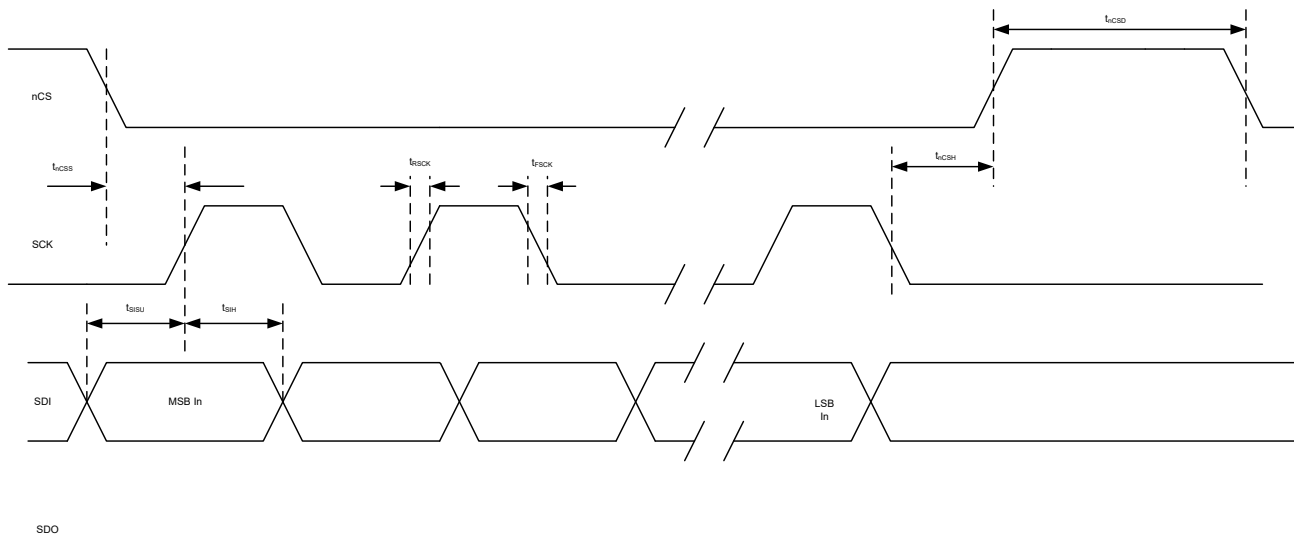 tnCSD
nCS
tnCSS
tRSCK
tFSCK
tnCSH
SCK
tSISU
tSIH
SDI
MSB In
LSB
In
SDO